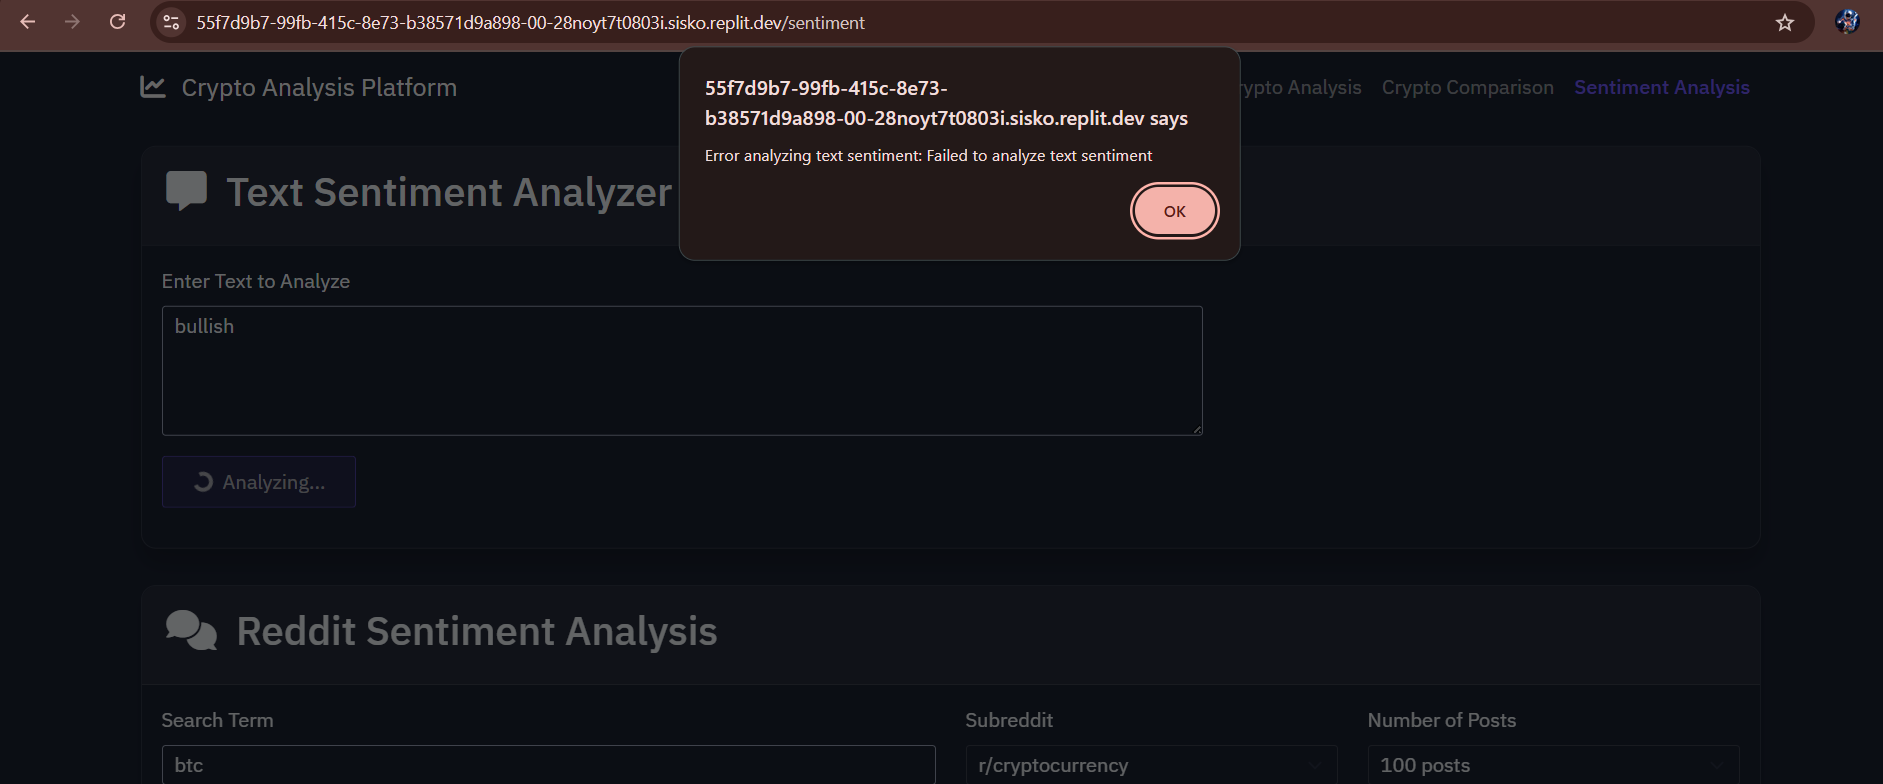 55f7d9b7-99fb-415c-8e73-b38571d9a898-00-28noyt7t0803i.sisko.replit.dev/sentiment
Crypto Analysis Platform
55f7d9b7-99fb-415c-8e73-
b38571d9a898-00-28noyt7t0803i.sisko.replit.dev says
Error analyzing text sentiment: Failed to analyze text sentiment
OK
rypto Analysis
Crypto Comparison
Sentiment Analysis
Text Sentiment Analyzer
Enter Text to Analyze
bullish
Analyzing...
Reddit Sentiment Analysis
Search Term
Subreddit
Number of Posts
btc
r/cryptocurrency
100 posts